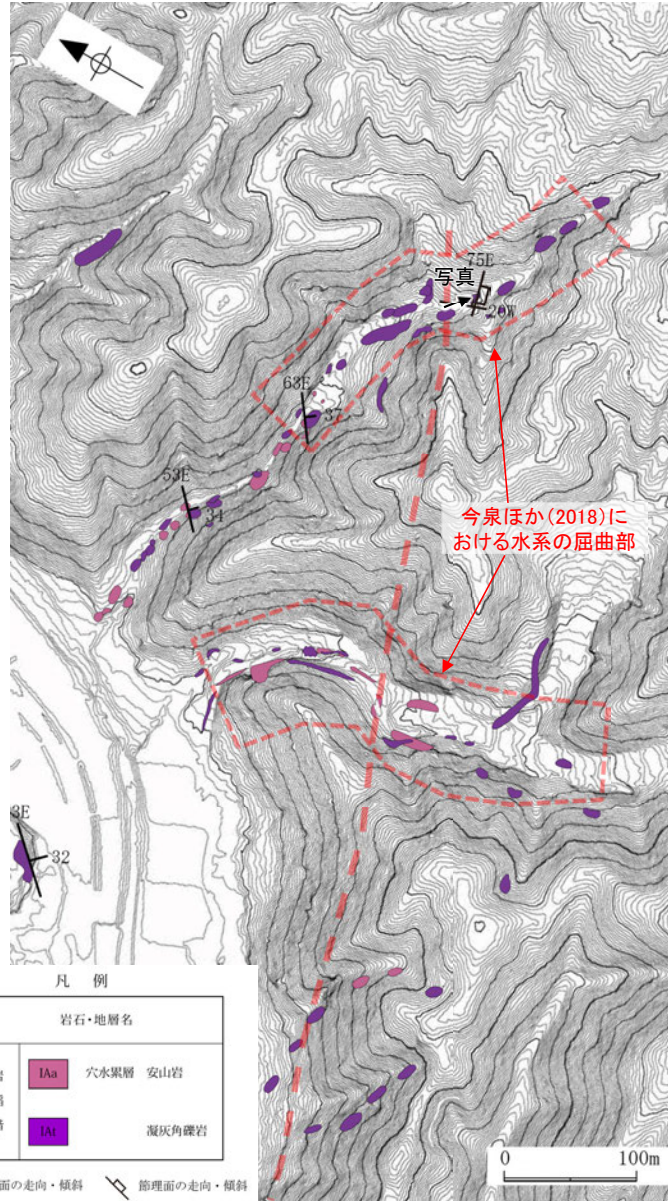 75E
写真
20W
63E
37
53E
34
今泉ほか(2018)に
おける水系の屈曲部
3E
32
凡 例
岩石・地層名
IAa 穴水累層 安山岩
IAt 凝灰角礫岩
面の走向・傾斜 節理面の走向・傾斜
0 100m